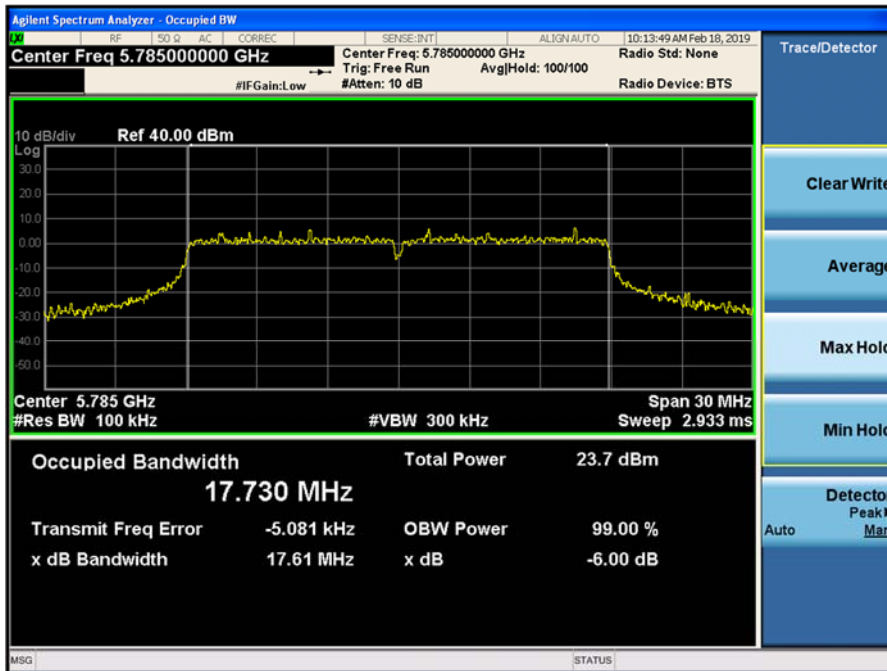 Agilent Spectrum Analyzer - Occupied BW
LXI RF 50 Ω AC CORREC SENSE:INT ALIGN AUTO 10:13:49 AM Feb 18, 2019
Center Freq 5.785000000 GHz
Center Freq: 5.785000000 GHz
Radio Std: None
Trig: Free Run Avg|Hold: 100/100
#IFGain:Low
#Atten: 10 dB
Radio Device: BTS
10 dB/div Ref 40.00 dBm
Log
30.0
20.0
10.0
0.00
-10.0
-20.0
-30.0
-40.0
-50.0
Center 5.785 GHz Span 30 MHz
#Res BW 100 kHz #VBW 300 kHz Sweep 2.933 ms
Occupied Bandwidth Total Power 23.7 dBm
17.730 MHz
Transmit Freq Error -5.081 kHz OBW Power 99.00 %
x dB Bandwidth 17.61 MHz x dB -6.00 dB
MSG STATUS
Trace/Detector
Clear Write
Average
Max Hold
Min Hold
Detector
Peak
Auto Man